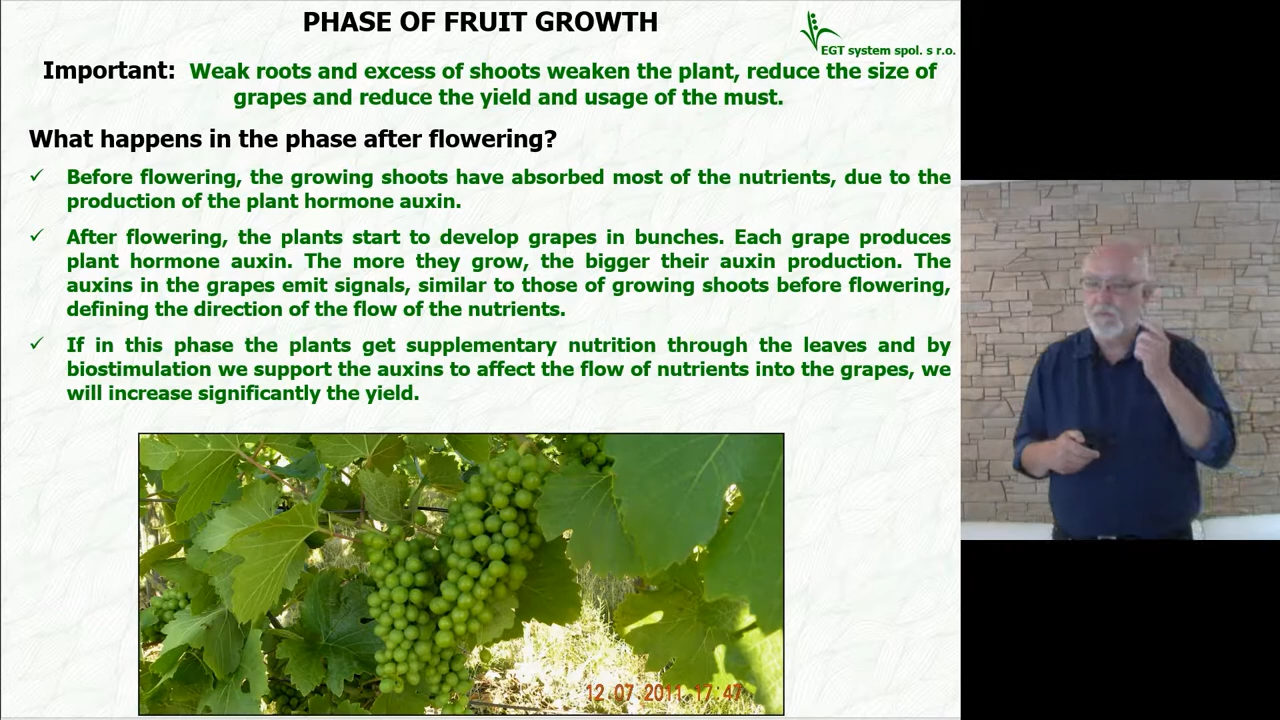 PHASE OF FRUIT GROWTH
EGT system spol. s r.o.
Important: Weak roots and excess of shoots weaken the plant, reduce the size of
grapes and reduce the yield and usage of the must.
What happens in the phase after flowering?
✓ Before flowering, the growing shoots have absorbed most of the nutrients, due to the
production of the plant hormone auxin.
✓ After flowering, the plants start to develop grapes in bunches. Each grape produces
plant hormone auxin. The more they grow, the bigger their auxin production. The
auxins in the grapes emit signals, similar to those of growing shoots before flowering,
defining the direction of the flow of the nutrients.
✓ If in this phase the plants get supplementary nutrition through the leaves and by
biostimulation we support the auxins to affect the flow of nutrients into the grapes, we
will increase significantly the yield.
12 07 2011 17:47